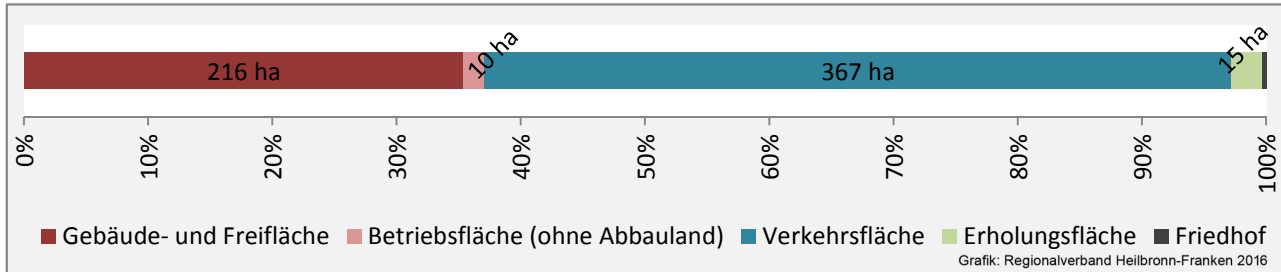 216 ha 10 ha 367 ha 15 ha
0% 10% 20% 30% 40% 50% 60% 70% 80% 90% 100%
Gebäude- und Freifläche Betriebsfläche (ohne Abbauland) Verkehrsfläche Erholungsfläche Friedhof
Grafik: Regionalverband Heilbronn-Franken 2016